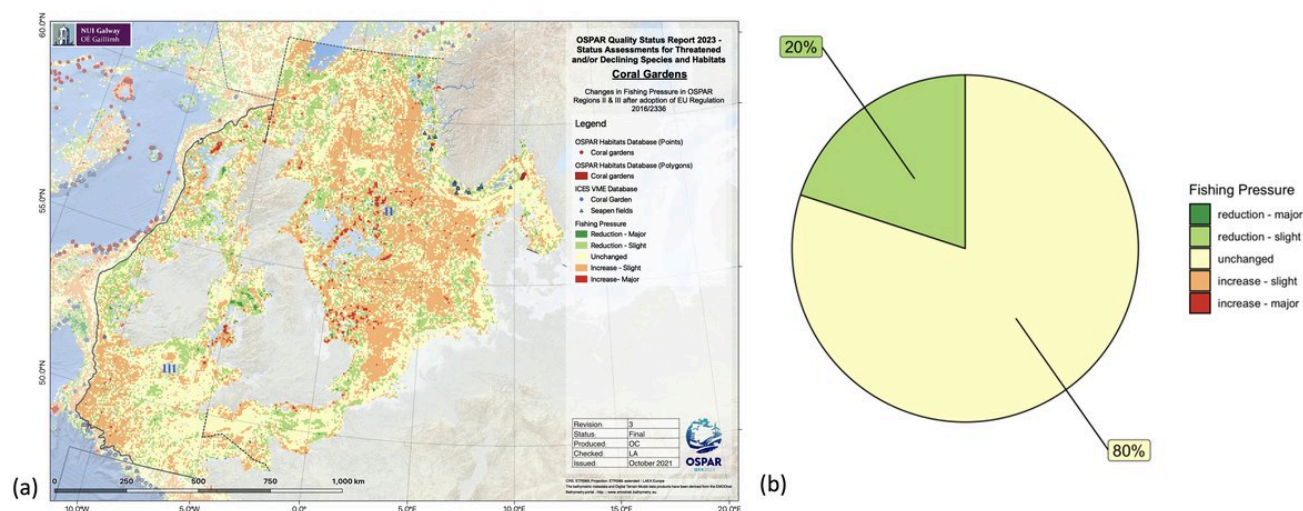 NUI Galway
OÉ Gaillimh
OSPAR Quality Status Report 2023 -
Status Assessments for Threatened
and/or Declining Species and Habitats
Coral Gardens
Changes in Fishing Pressure in OSPAR
Regions II & III after adoption of EU Regulation
2016/2336
Legend
OSPAR Habitats Database (Points)
Coral gardens
OSPAR Habitats Database (Polygons)
Coral gardens
ICES VME Database
Coral Garden
Seapen fields
Fishing Pressure
Reduction - Major
Reduction - Slight
Unchanged
Increase - Slight
Increase- Major
II
III
60.0°N
55.0°N
50.0°N
Revision 3
Status: Final
Produced: OC
Checked: LA
Issued: October 2021
OSPAR
0 250 500 750 1,000 km
10.0°W 5.0°W 0.0° 5.0°E 10.0°E 15.0°E 20.0°E
(a)
20%
80%
Fishing Pressure
reduction - major
reduction - slight
unchanged
increase - slight
increase - major
(b)